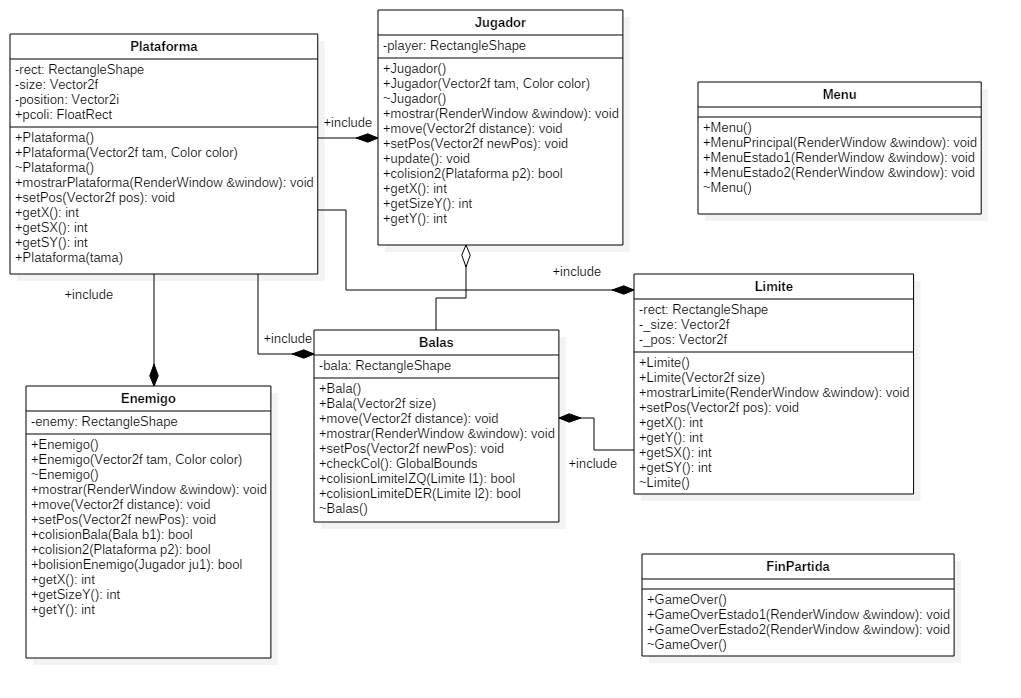 Plataforma
-rect: RectangleShape
-size: Vector2f
-position: Vector2i
+pcoli: FloatRect
+Plataforma()
+Plataforma(Vector2f tam, Color color)
~Plataforma()
+mostrarPlataforma(RenderWindow &window): void
+setPos(Vector2f pos): void
+getX(): int
+getSX(): int
+getSY(): int
+Plataforma(tama)
+include
Jugador
-player: RectangleShape
+Jugador()
+Jugador(Vector2f tam, Color color)
~Jugador()
+mostrar(RenderWindow &window): void
+move(Vector2f distance): void
+setPos(Vector2f newPos): void
+update(): void
+colision2(Plataforma p2): bool
+getX(): int
+getSizeY(): int
+getY(): int
Menu
+Menu()
+MenuPrincipal(RenderWindow &window): void
+MenuEstado1(RenderWindow &window): void
+MenuEstado2(RenderWindow &window): void
~Menu()
+include
+include
+include
Limite
-rect: RectangleShape
-_size: Vector2f
-_pos: Vector2f
+Limite()
+Limite(Vector2f size)
+mostrarLimite(RenderWindow &window): void
+setPos(Vector2f pos): void
+getX(): int
+getY(): int
+getSX(): int
+getSY(): int
~Limite()
Balas
-bala: RectangleShape
+Bala()
+Bala(Vector2f size)
+move(Vector2f distance): void
+mostrar(RenderWindow &window): void
+setPos(Vector2f newPos): void
+checkCol(): GlobalBounds
+colisionLimiteIZQ(Limite l1): bool
+colisionLimiteDER(Limite l2): bool
~Balas()
+include
Enemigo
-enemy: RectangleShape
+Enemigo()
+Enemigo(Vector2f tam, Color color)
~Enemigo()
+mostrar(RenderWindow &window): void
+move(Vector2f distance): void
+setPos(Vector2f newPos): void
+colisionBala(Bala b1): bool
+colision2(Plataforma p2): bool
+bolisionEnemigo(Jugador ju1): bool
+getX(): int
+getSizeY(): int
+getY(): int
FinPartida
+GameOver()
+GameOverEstado1(RenderWindow &window): void
+GameOverEstado2(RenderWindow &window): void
~GameOver()